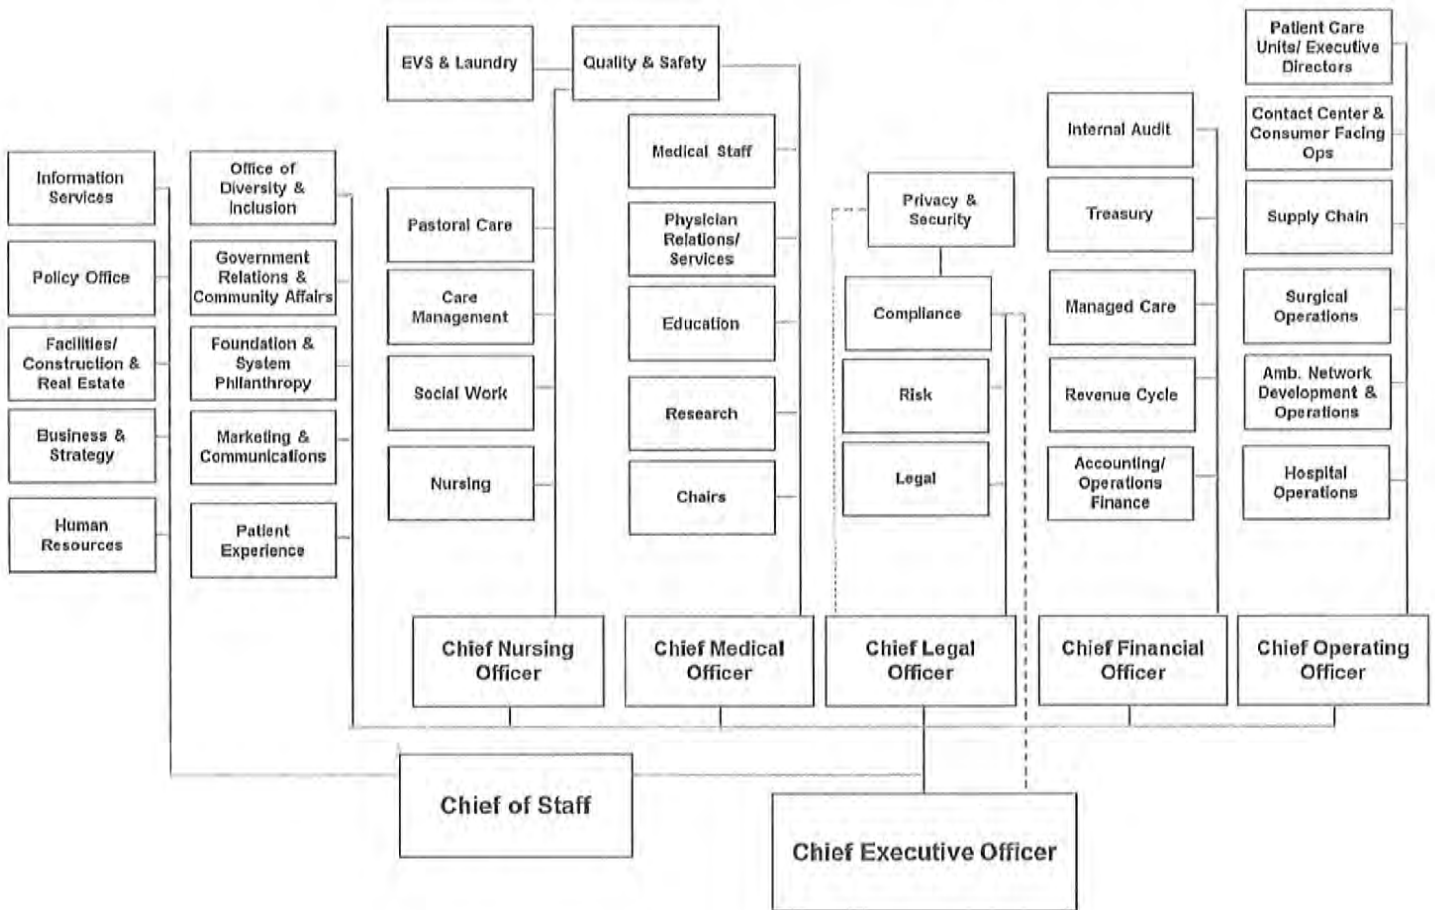 EVS & Laundry
Quality & Safety
Patient Care
Units/ Executive
Directors
Internal Audit
Contact Center &
Consumer Facing
Ops
Medical Staff
Information
Services
Office of
Diversity &
Inclusion
Pastoral Care
Physician
Relations/
Services
Privacy &
Security
Treasury
Supply Chain
Policy Office
Government
Relations &
Community Affairs
Care
Management
Education
Compliance
Managed Care
Surgical
Operations
Facilities/
Construction &
Real Estate
Foundation &
System
Philanthropy
Social Work
Research
Risk
Revenue Cycle
Amb. Network
Development &
Operations
Business &
Strategy
Marketing &
Communications
Nursing
Chairs
Legal
Accounting/
Operations
Finance
Hospital
Operations
Human
Resources
Patient
Experience
Chief Nursing
Officer
Chief Medical
Officer
Chief Legal
Officer
Chief Financial
Officer
Chief Operating
Officer
Chief of Staff
Chief Executive Officer